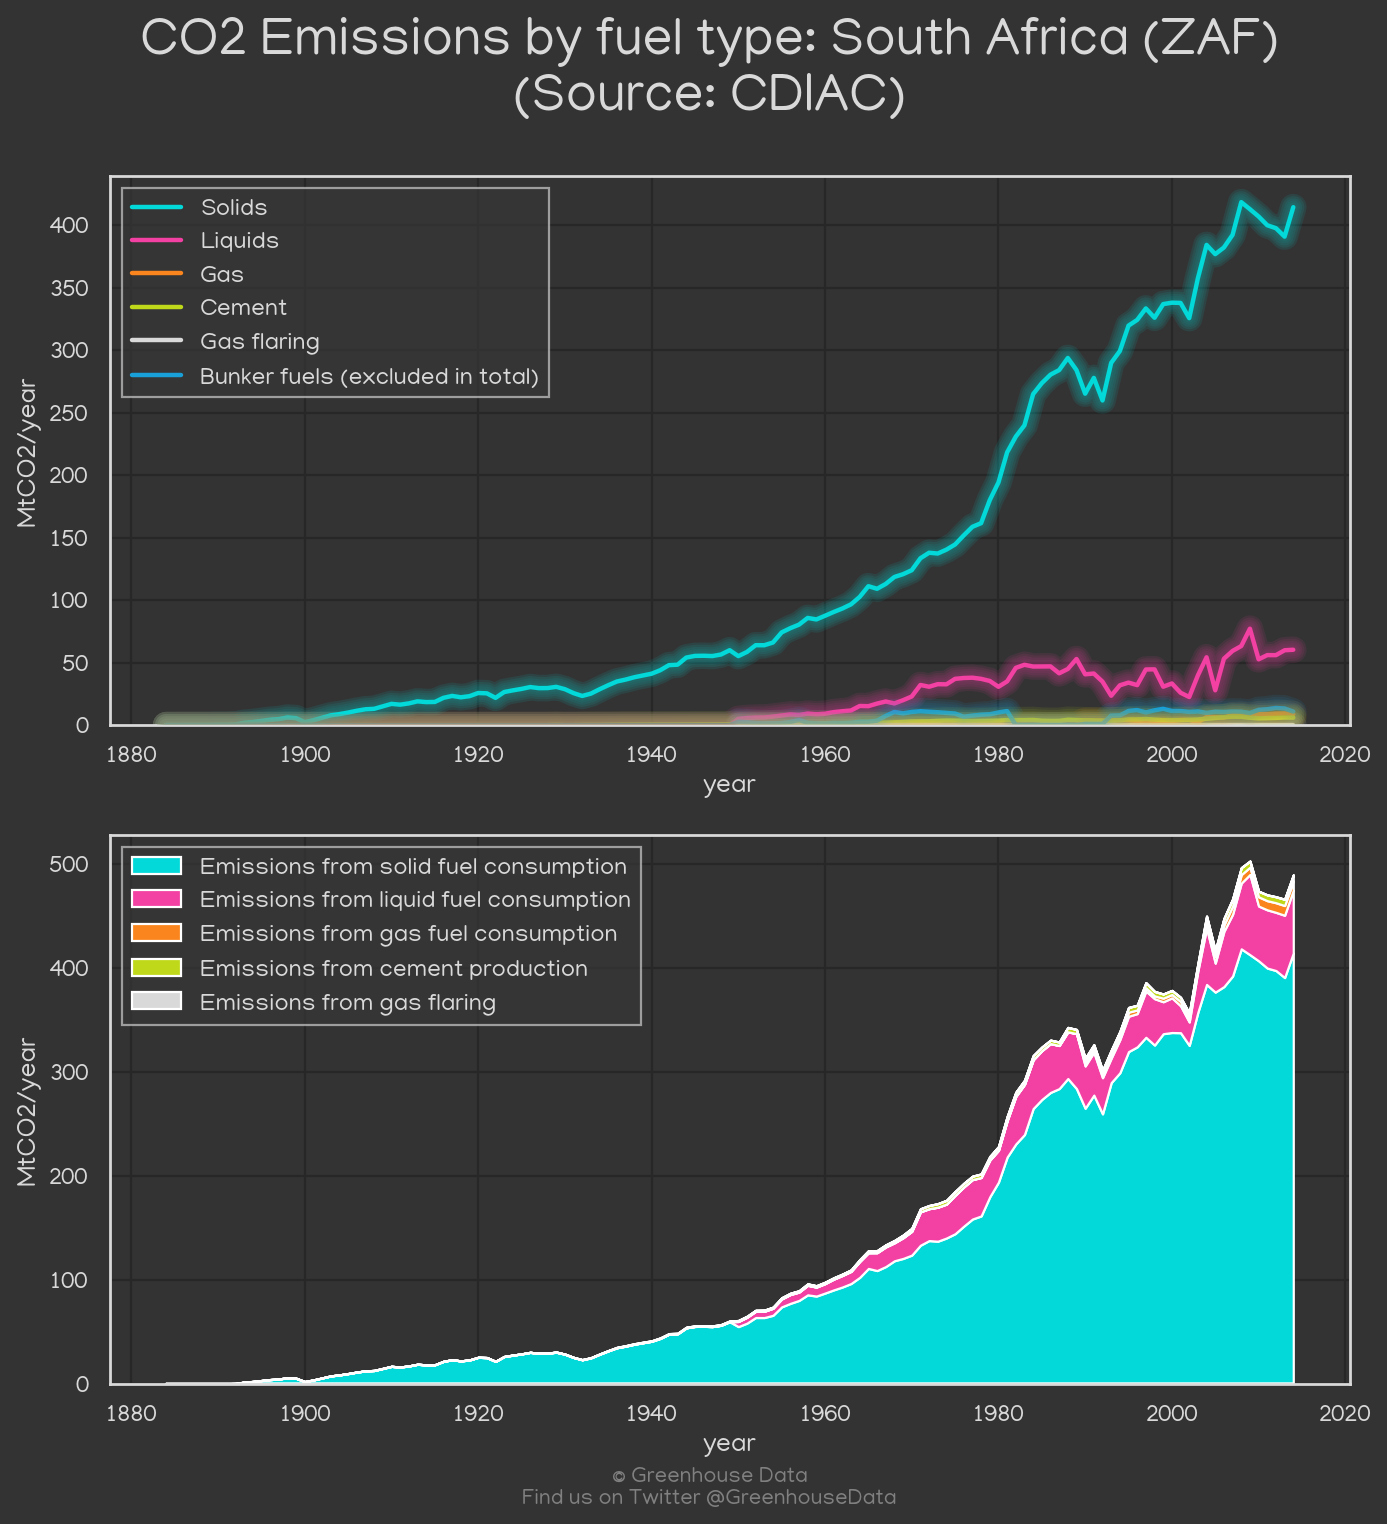 CO2 Emissions by fuel type: South Africa (ZAF)
(Source: CDIAC)
Solids
Liquids
Gas
Cement
Gas flaring
Bunker fuels (excluded in total)
MtCO2/year
400
350
300
250
200
150
100
50
0
1880 1900 1920 1940 1960 1980 2000 2020
year
Emissions from solid fuel consumption
Emissions from liquid fuel consumption
Emissions from gas fuel consumption
Emissions from cement production
Emissions from gas flaring
MtCO2/year
500
400
300
200
100
0
1880 1900 1920 1940 1960 1980 2000 2020
year
© Greenhouse Data
Find us on Twitter @GreenhouseData